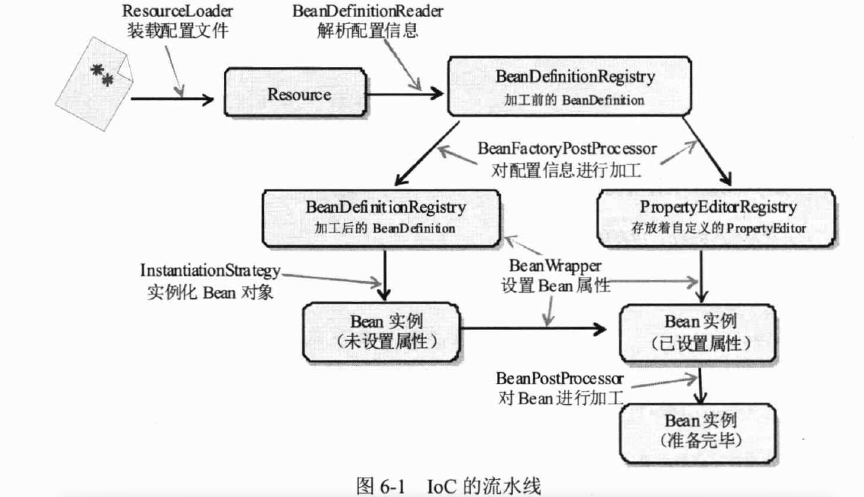 ResourceLoader
装载配置文件
BeanDefinitionReader
解析配置信息
**
Resource
BeanDefinitionRegistry
加工前的 BeanDefinition
BeanFactoryPostProcessor
对配置信息进行加工
BeanDefinitionRegistry
加工后的 BeanDefinition
PropertyEditorRegistry
存放着自定义的 PropertyEditor
InstantiationStrategy
实例化 Bean 对象
BeanWrapper
设置 Bean 属性
Bean 实例
（未设置属性）
Bean 实例
（已设置属性）
BeanPostProcessor
对 Bean 进行加工
Bean 实例
（准备完毕）
图 6-1 IoC 的流水线